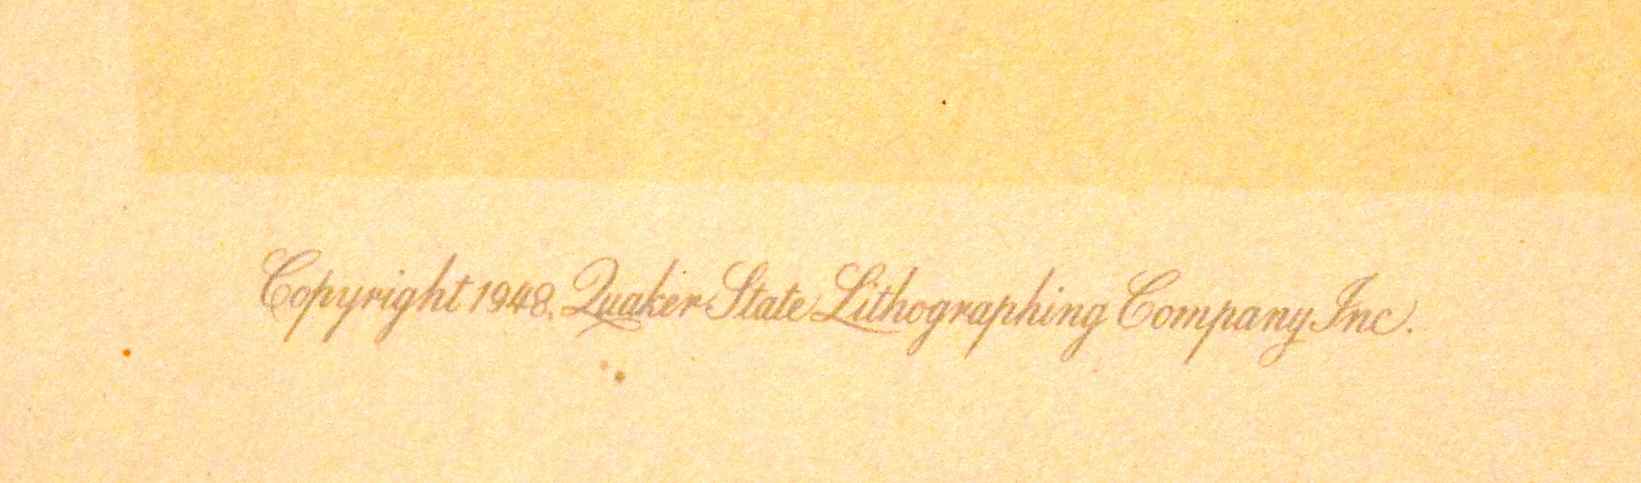 Copyright 1948, Quaker State Lithographing Company Inc.